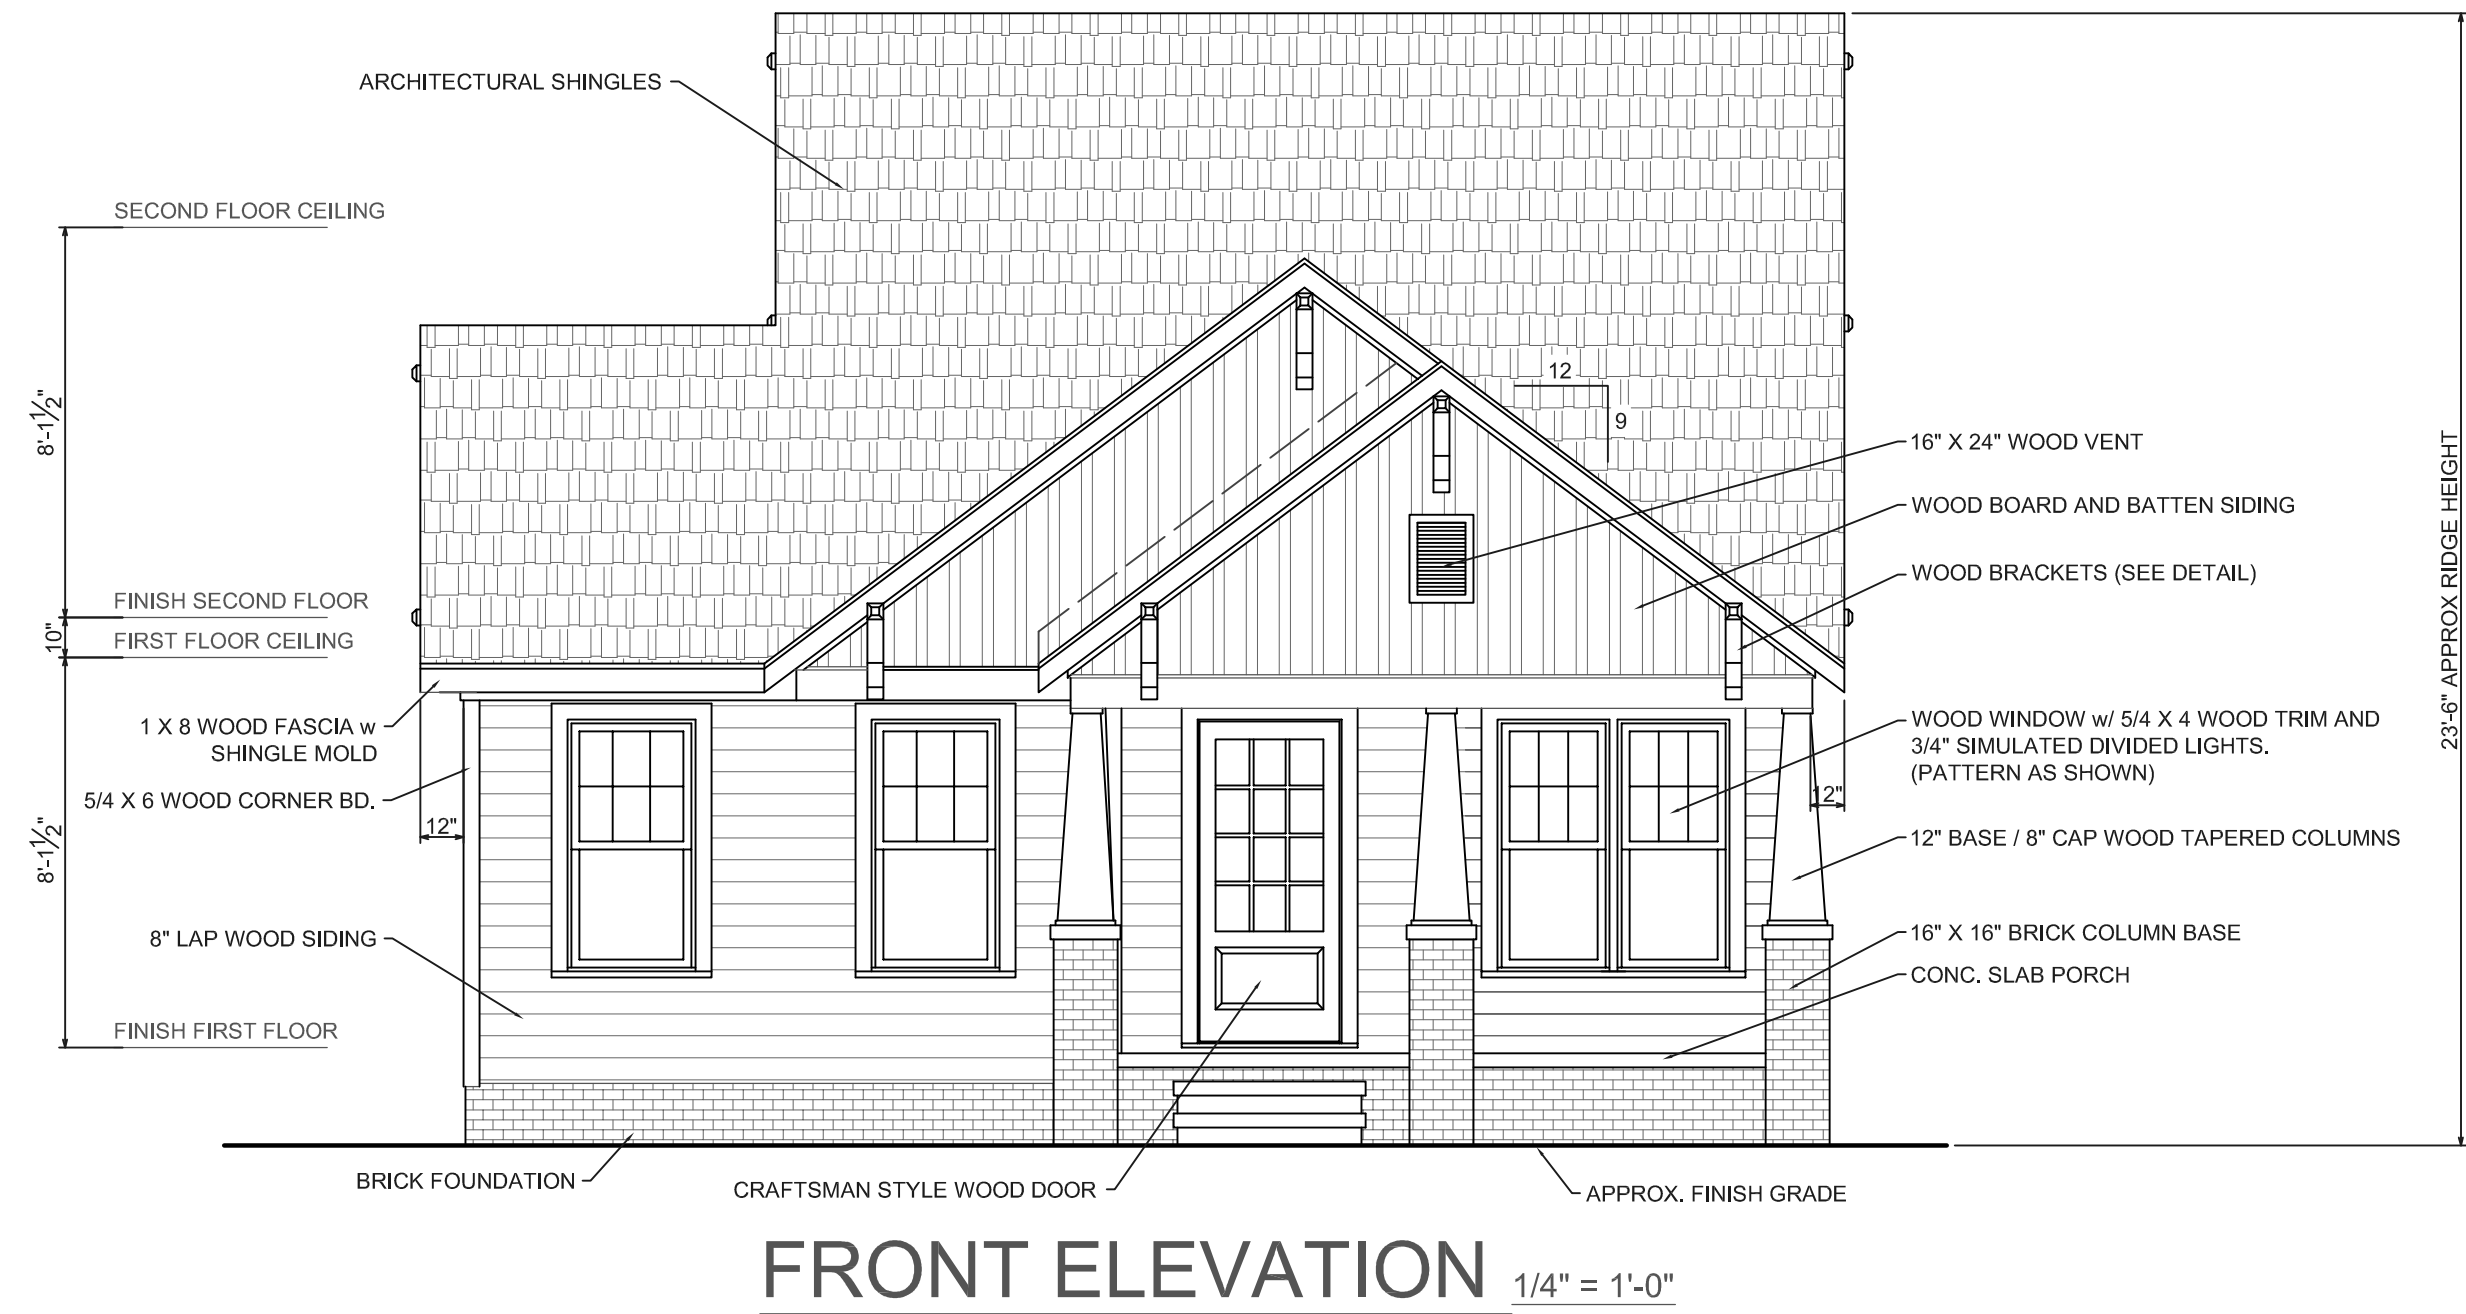 ARCHITECTURAL SHINGLES
SECOND FLOOR CEILING
8'-1½"
FINISH SECOND FLOOR
10"
FIRST FLOOR CEILING
1 X 8 WOOD FASCIA w
SHINGLE MOLD
5/4 X 6 WOOD CORNER BD.
12"
8'-1½"
8" LAP WOOD SIDING
FINISH FIRST FLOOR
BRICK FOUNDATION
CRAFTSMAN STYLE WOOD DOOR
APPROX. FINISH GRADE
12
9
16" X 24" WOOD VENT
WOOD BOARD AND BATTEN SIDING
WOOD BRACKETS (SEE DETAIL)
WOOD WINDOW w/ 5/4 X 4 WOOD TRIM AND
3/4" SIMULATED DIVIDED LIGHTS.
(PATTERN AS SHOWN)
12"
12" BASE / 8" CAP WOOD TAPERED COLUMNS
16" X 16" BRICK COLUMN BASE
CONC. SLAB PORCH
23'-6" APPROX RIDGE HEIGHT
FRONT ELEVATION 1/4" = 1'-0"